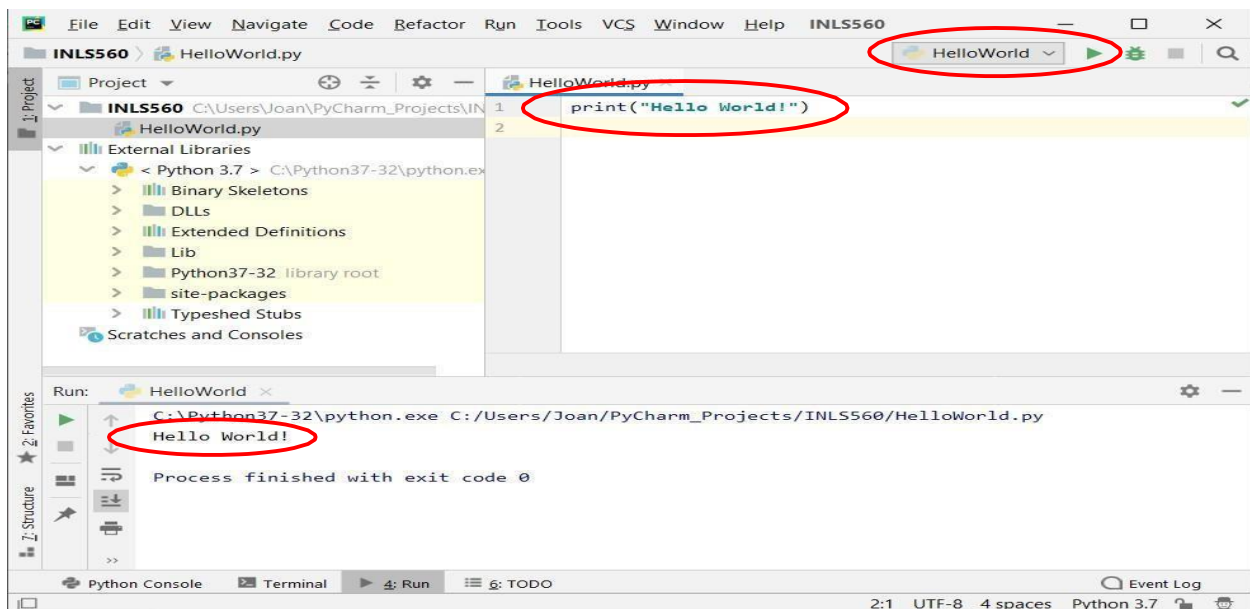 PC File Edit View Navigate Code Refactor Run Tools VCS Window Help INLS560
INLS560 HelloWorld.py HelloWorld
1: Project
Project
HelloWorld.py
INLS560 C:\Users\Joan\PyCharm_Projects\IN
HelloWorld.py
External Libraries
< Python 3.7 > C:\Python37-32\python.ex
Binary Skeletons
DLLs
Extended Definitions
Lib
Python37-32 library root
site-packages
Typeshed Stubs
Scratches and Consoles
1 print("Hello World!")
2
2: Favorites
7: Structure
Run: HelloWorld
C:\Python37-32\python.exe C:/Users/Joan/PyCharm_Projects/INLS560/HelloWorld.py
Hello World!
Process finished with exit code 0
>>
Python Console Terminal 4: Run 6: TODO Event Log
2:1 UTF-8 4 spaces Python 3.7